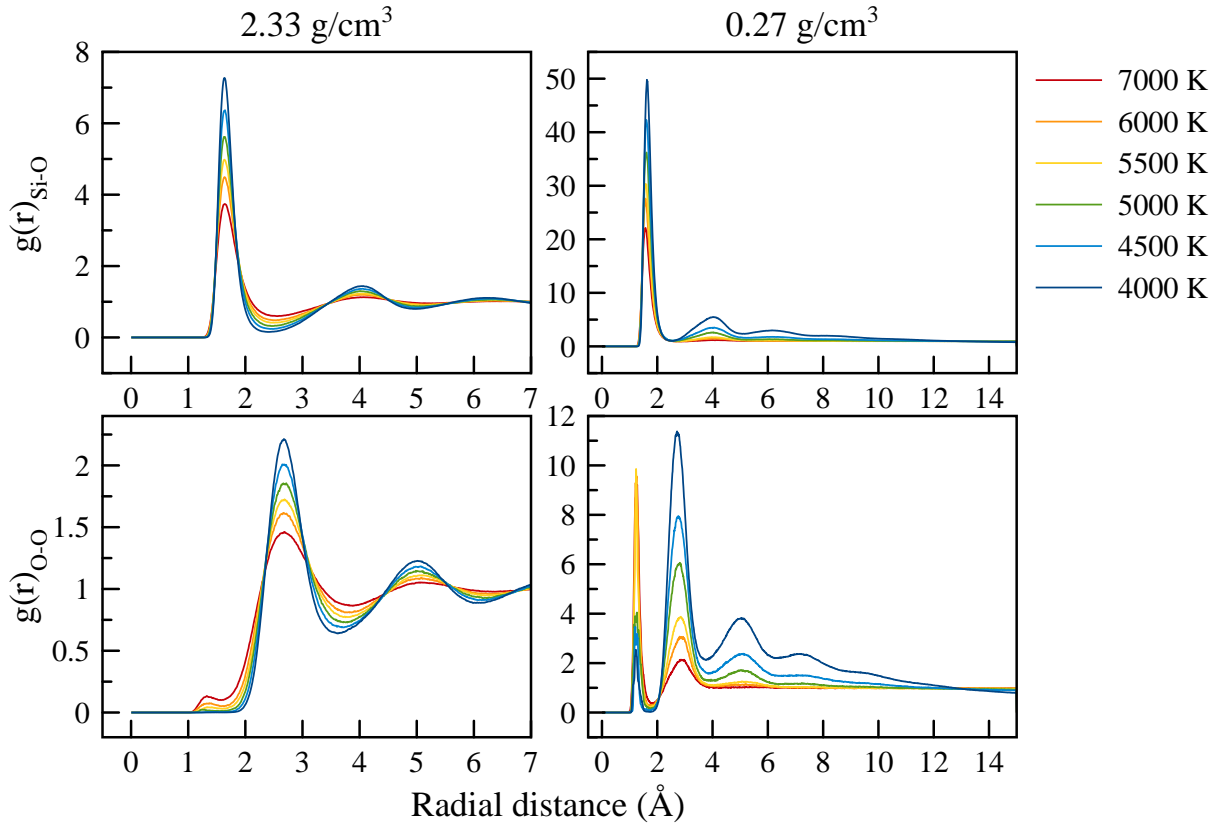 2.33 g/cm³
0.27 g/cm³
8
6
4
2
0
g(r)Si-O
0 1 2 3 4 5 6 7
50
40
30
20
10
0
0 2 4 6 8 10 12 14
7000 K
6000 K
5500 K
5000 K
4500 K
4000 K
2
1.5
1
0.5
0
g(r)O-O
0 1 2 3 4 5 6 7
12
10
8
6
4
2
0
0 2 4 6 8 10 12 14
Radial distance (Å)